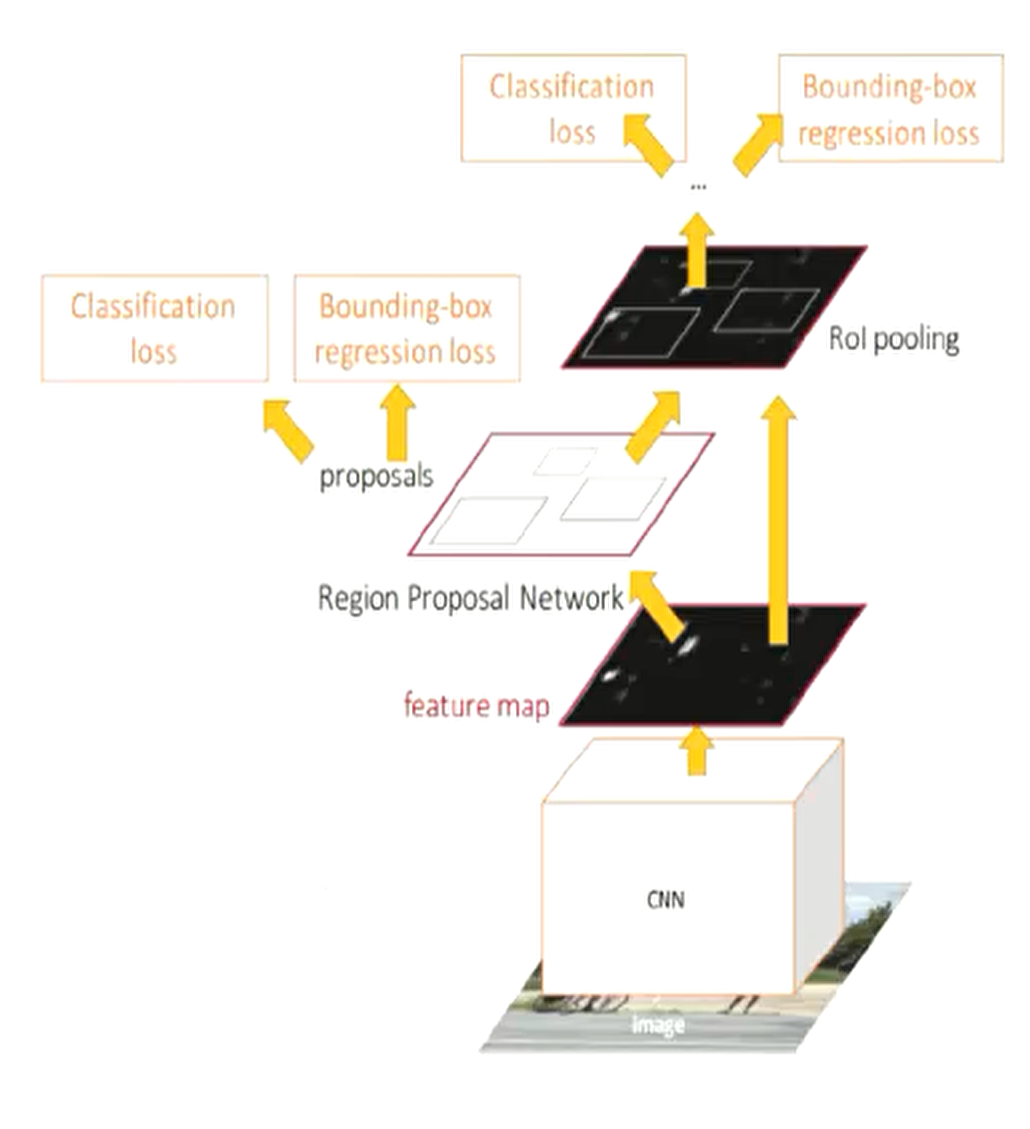 Classification
loss
Bounding-box
regression loss
...
Classification
loss
Bounding-box
regression loss
RoI pooling
proposals
Region Proposal Network
feature map
CNN
image